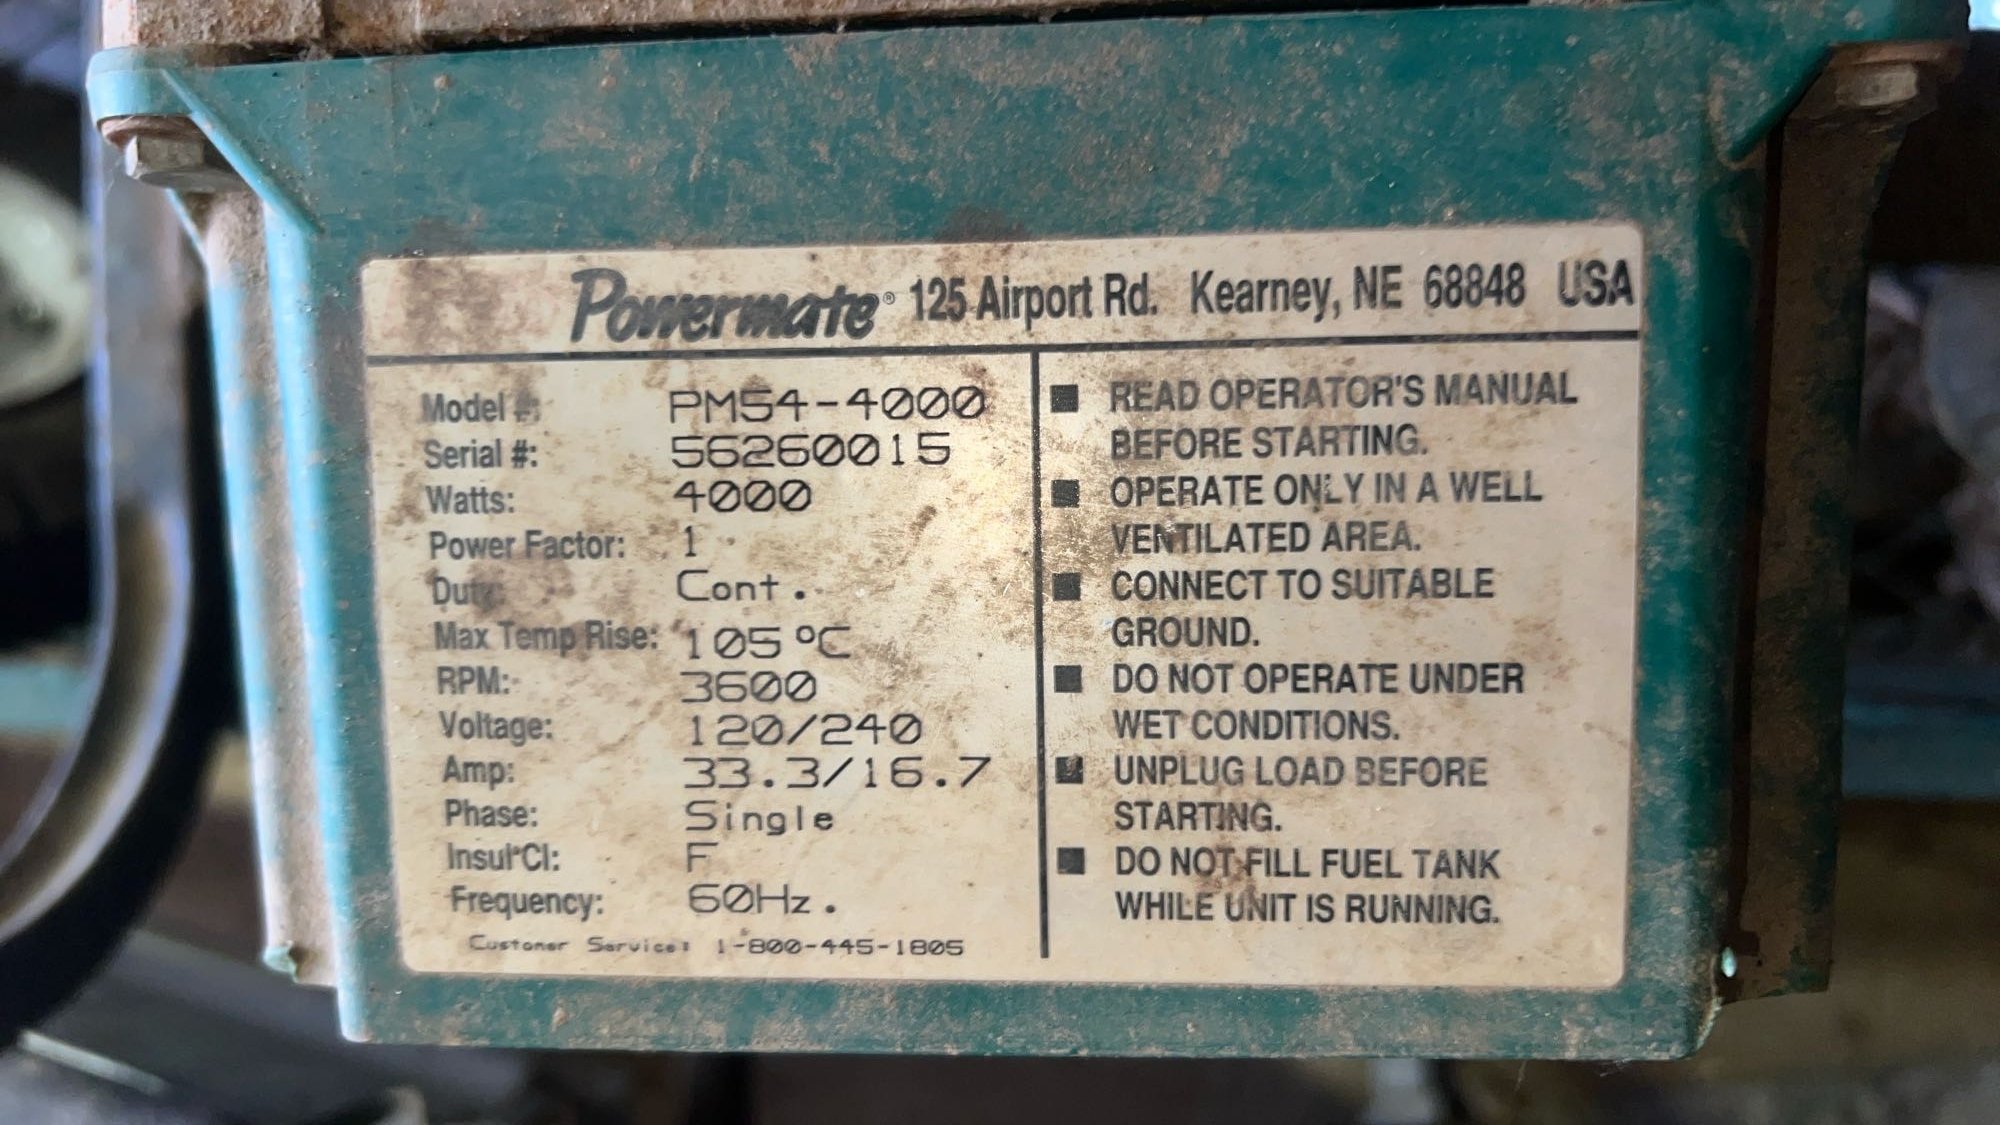 Powermate® 125 Airport Rd. Kearney, NE 68848 USA
Model #: PM54-4000
Serial #: 56260015
Watts: 4000
Power Factor: 1
Duty: Cont.
Max Temp Rise: 105°C
RPM: 3600
Voltage: 120/240
Amp: 33.3/16.7
Phase: Single
Insul Cl: F
Frequency: 60Hz.
Customer Service: 1-800-445-1805
■ READ OPERATOR'S MANUAL
BEFORE STARTING.
■ OPERATE ONLY IN A WELL
VENTILATED AREA.
■ CONNECT TO SUITABLE
GROUND.
■ DO NOT OPERATE UNDER
WET CONDITIONS.
■ UNPLUG LOAD BEFORE
STARTING.
■ DO NOT FILL FUEL TANK
WHILE UNIT IS RUNNING.